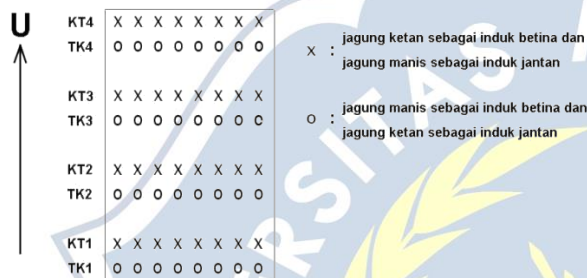 U
KT4 X X X X X X X X
TK4 O O O O O O O O
KT3 X X X X X X X X
TK3 O O O O O O O O
KT2 X X X X X X X X
TK2 O O O O O O O O
KT1 X X X X X X X X
TK1 O O O O O O O O
X : jagung ketan sebagai induk betina dan
jagung manis sebagai induk jantan
O : jagung manis sebagai induk betina dan
jagung ketan sebagai induk jantan